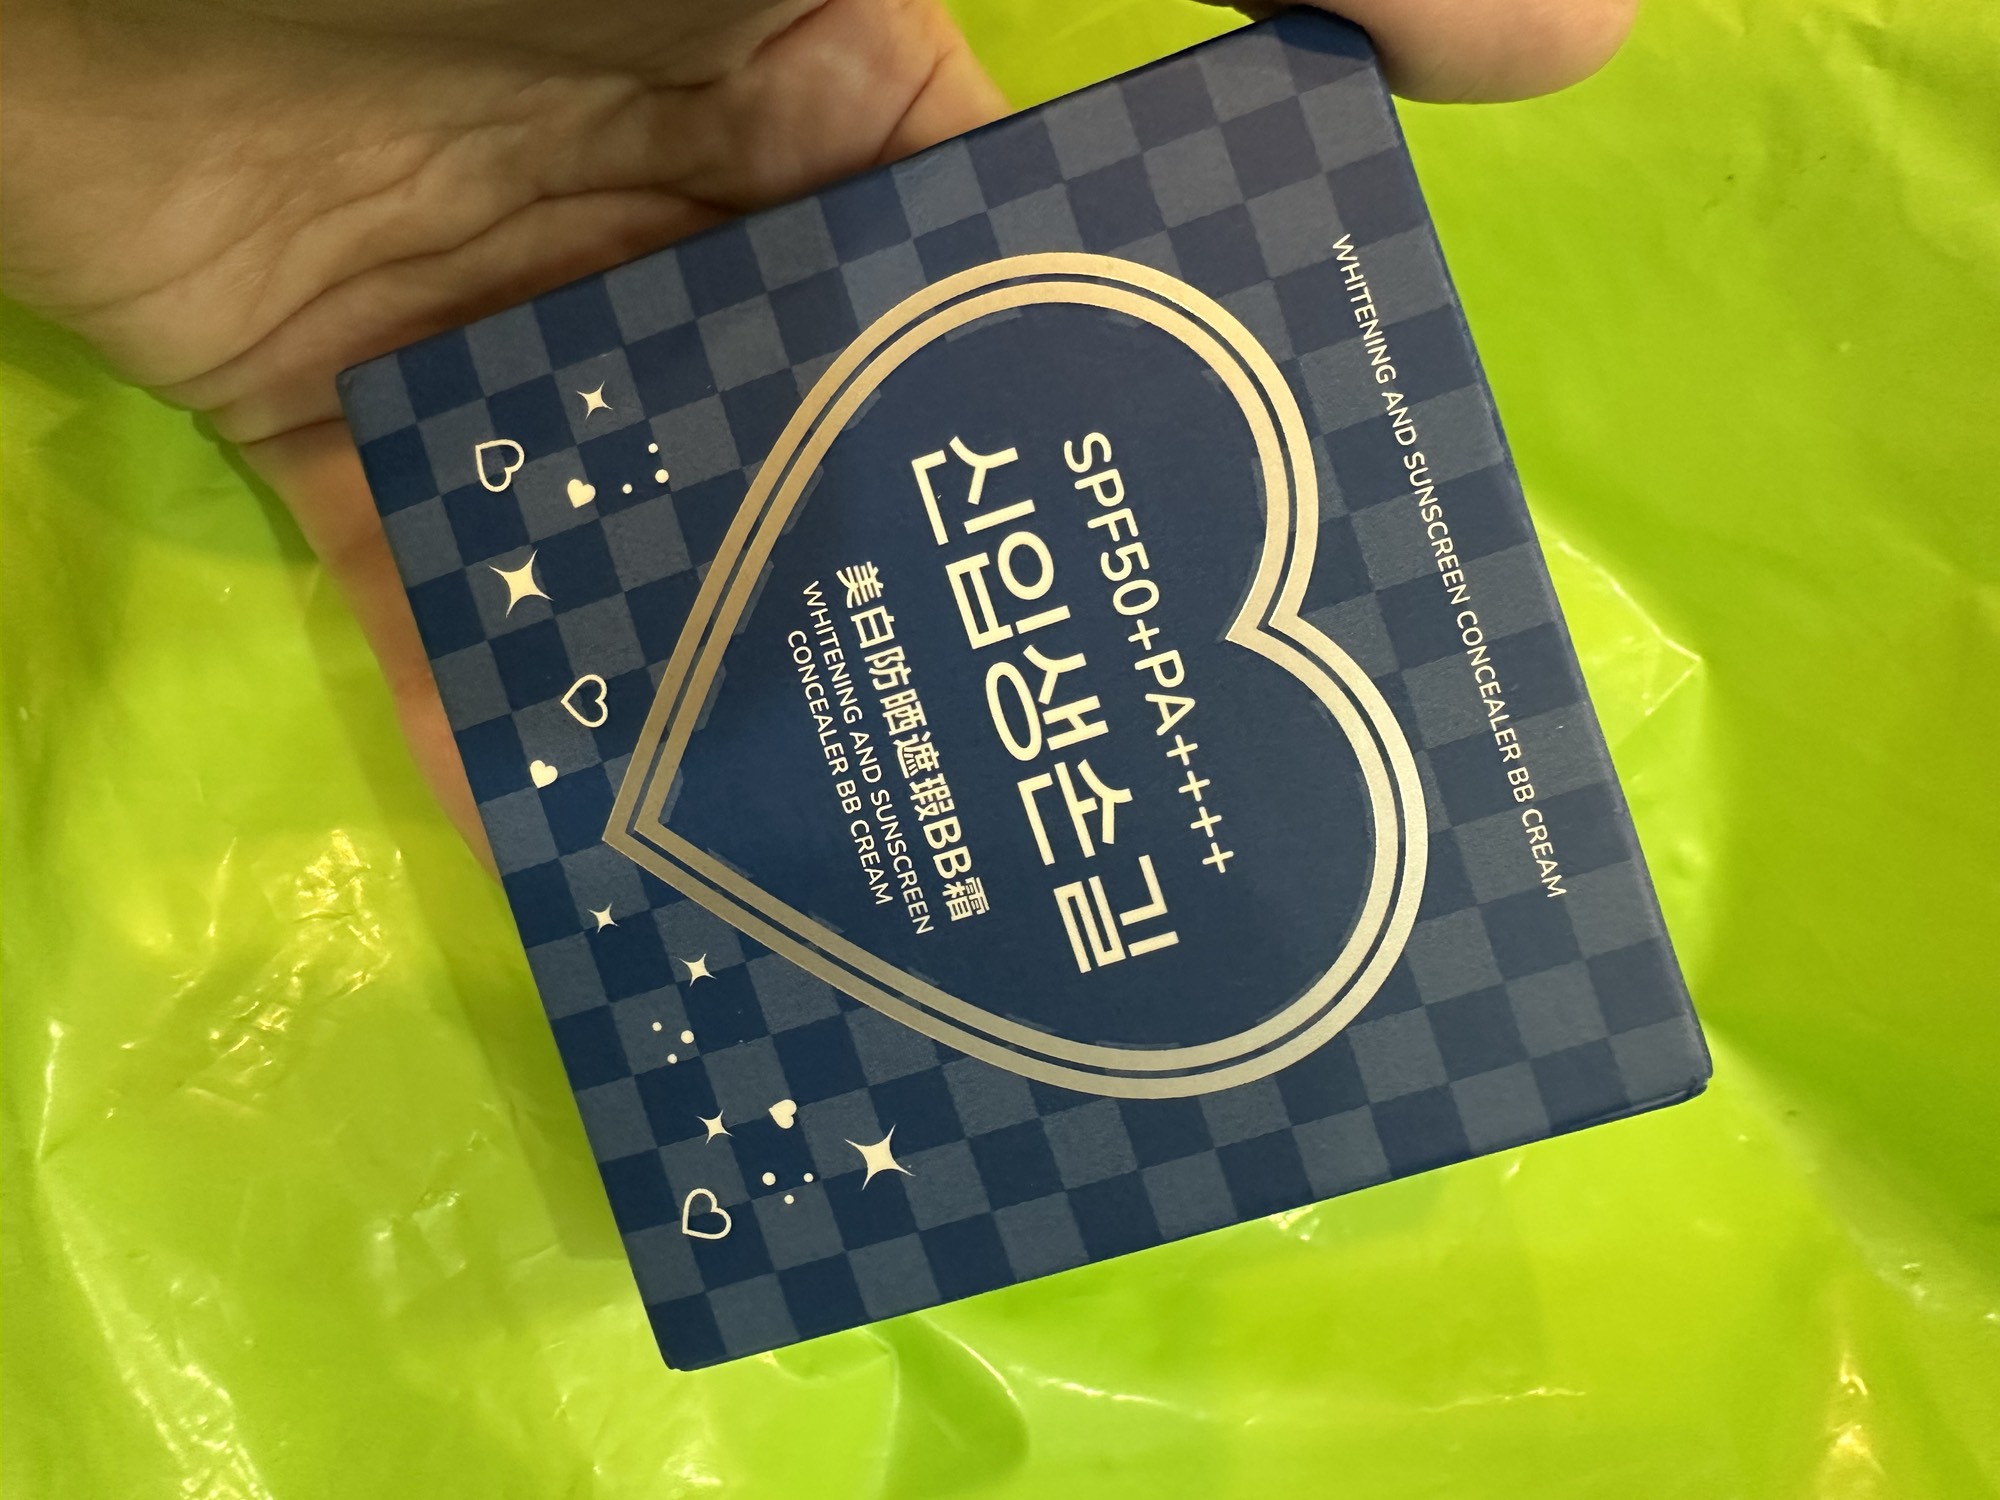 WHITENING AND SUNSCREEN CONCEALER BB CREAM
SPF50+PA++++
신입생손길
美白防晒遮瑕BB霜
WHITENING AND SUNSCREEN
CONCEALER BB CREAM